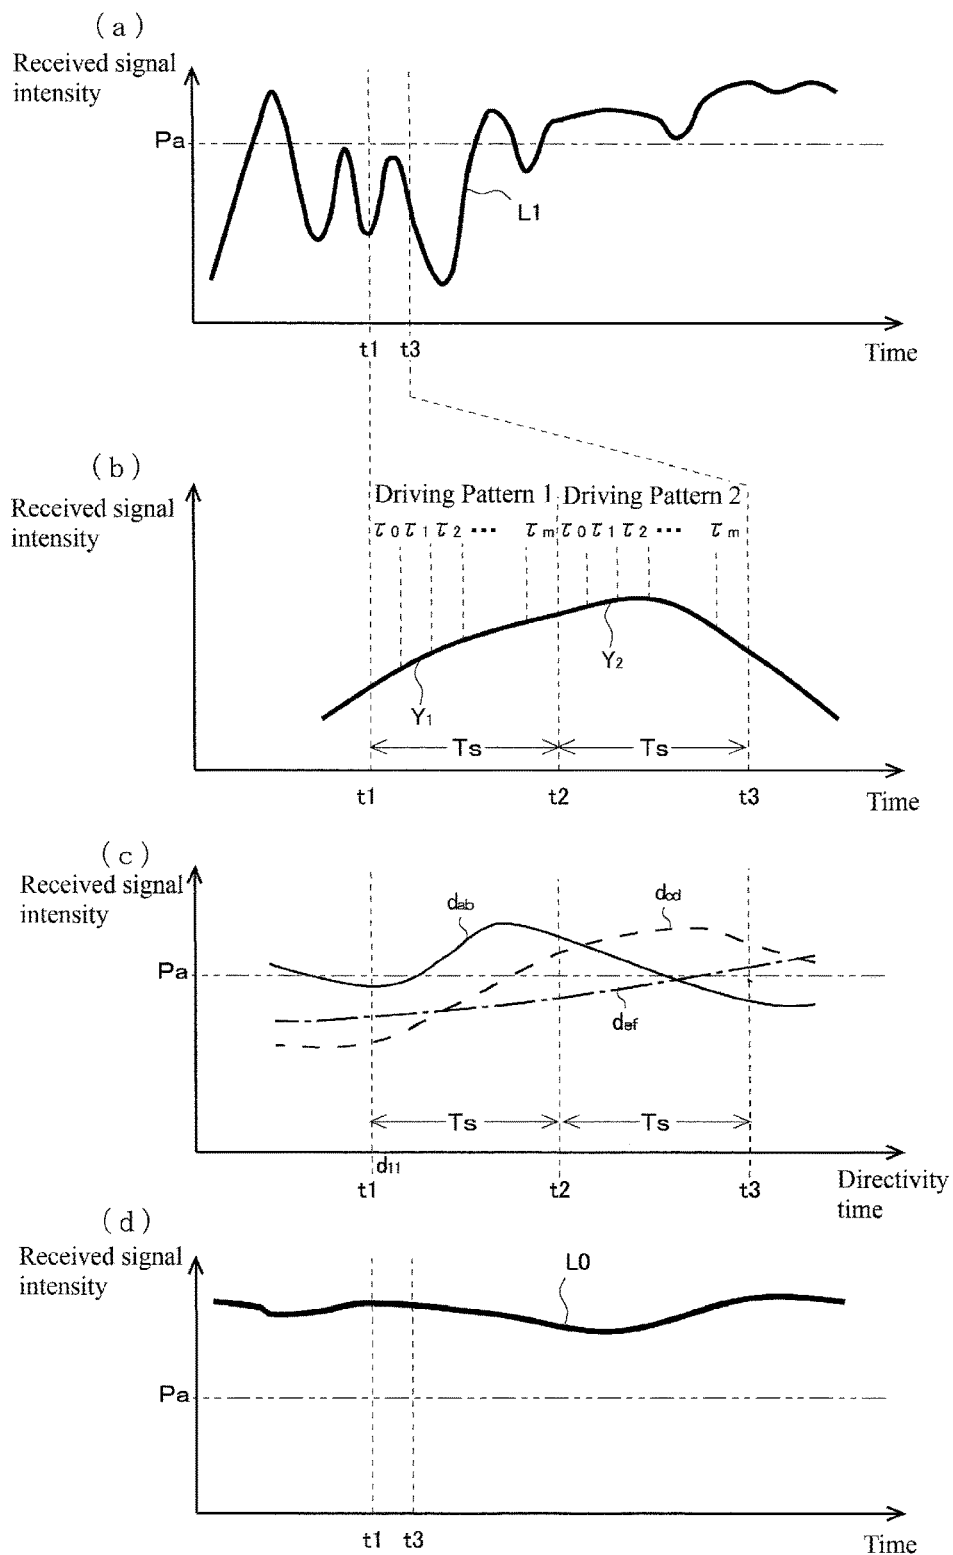 ( a )
Received signal
intensity
Pa
L1
t1 t3
Time
( b )
Received signal
intensity
Driving Pattern 1 Driving Pattern 2
τ0 τ1 τ2 ••• τm τ0 τ1 τ2 ••• τm
Y1
Y2
Ts Ts
t1 t2 t3
Time
( c )
Received signal
intensity
dab
dcd
Pa
def
Ts Ts
d11
t1 t2 t3
Directivity
time
( d )
Received signal
intensity
L0
Pa
t1 t3
Time